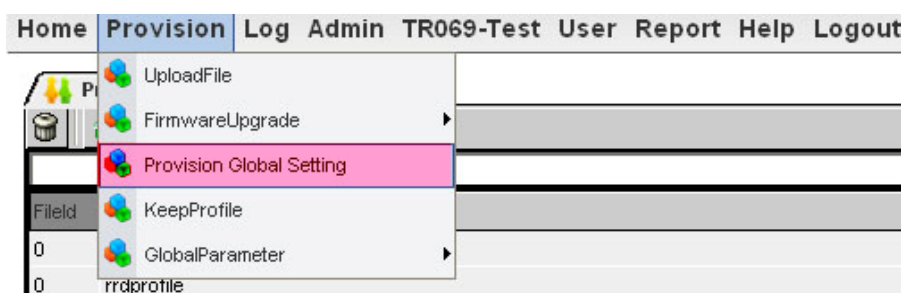 Home Provision Log Admin TR069-Test User Report Help Logout
UploadFile
FirmwareUpgrade
Provision Global Setting
FileId KeepProfile
0 GlobalParameter
0 rrdprofile